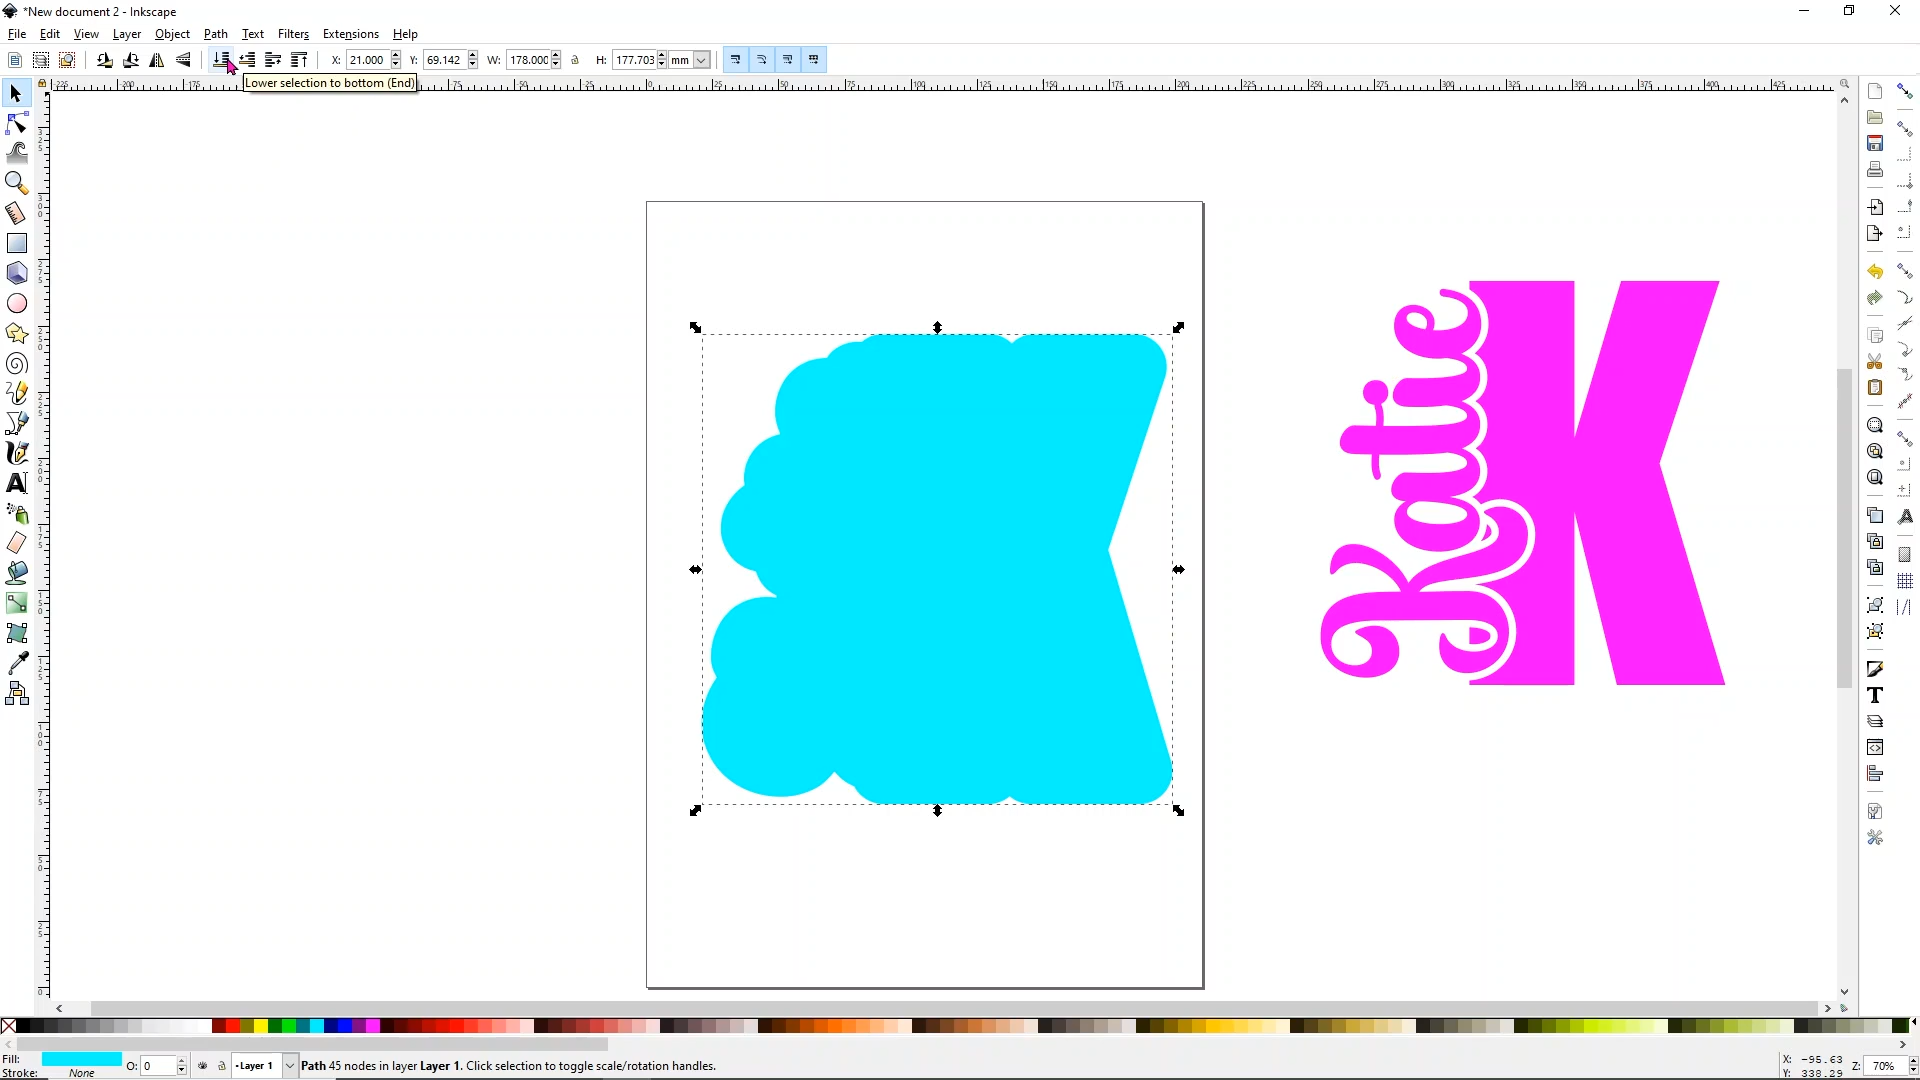 *New document 2 - Inkscape
File Edit View Layer Object Path Text Filters Extensions Help
X: 21.000 Y: 69.142 W: 178.000 H: 177.703 mm
Lower selection to bottom (End)
Katie
K
Fill:
Stroke: None
O: 0
-Layer 1
Path 45 nodes in layer Layer 1. Click selection to toggle scale/rotation handles.
X: -95.63
Y: 338.29
Z: 70%